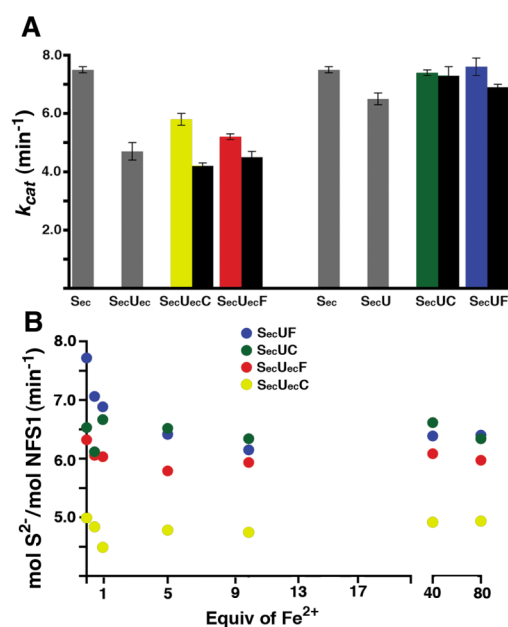 A
8.0
6.0
4.0
2.0
kcat (min-1)
Sec SecUec SecUecC SecUecF Sec SecU SecUC SecUF
B
8.0
7.0
6.0
5.0
mol S2-/mol NFS1 (min-1)
SecUF
SecUC
SecUecF
SecUecC
1 5 9 13 17 40 80
Equiv of Fe2+